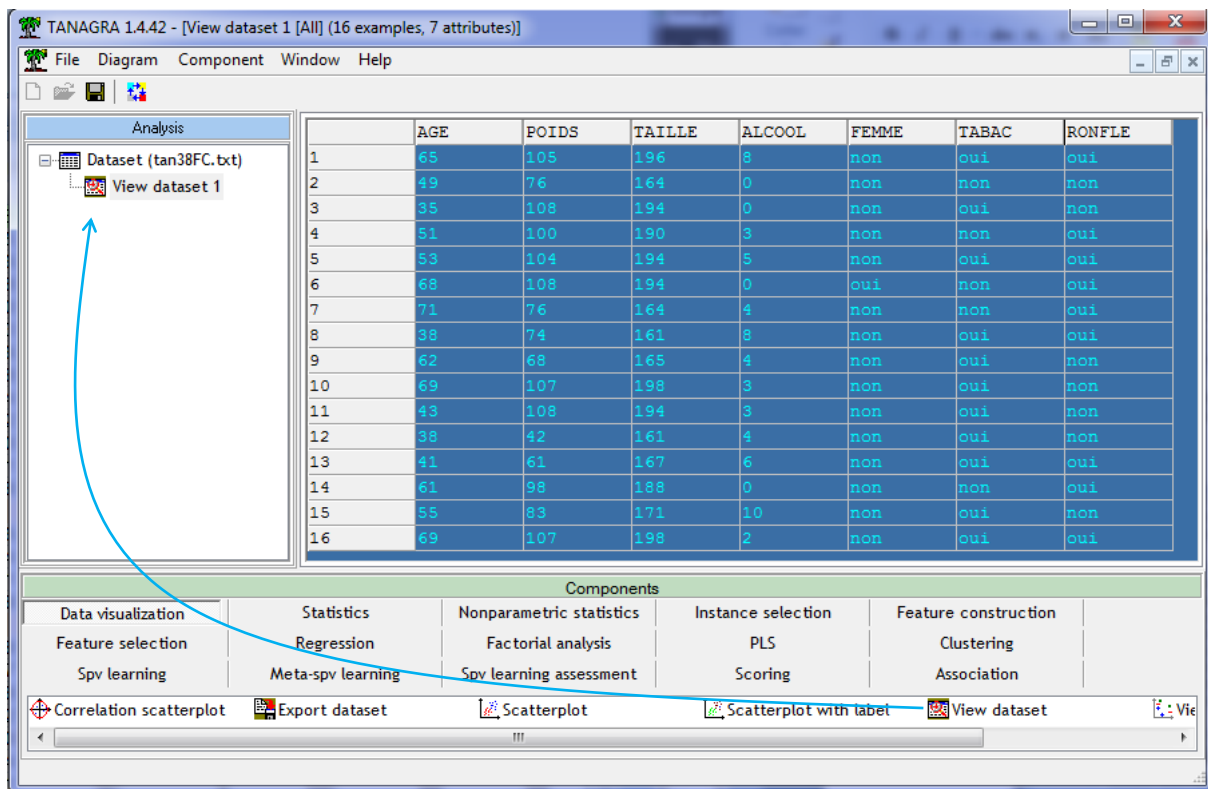 TANAGRA 1.4.42 - [View dataset 1 [All] (16 examples, 7 attributes)]
File Diagram Component Window Help
Analysis
Dataset (tan38FC.txt)
View dataset 1
AGE POIDS TAILLE ALCOOL FEMME TABAC RONFLE
1 65 105 196 8 non oui oui
2 49 76 164 0 non non non
3 35 108 194 0 non oui non
4 51 100 190 3 non non oui
5 53 104 194 5 non oui oui
6 68 108 194 0 oui non oui
7 71 76 164 4 non non oui
8 38 74 161 8 non oui oui
9 62 68 165 4 non oui non
10 69 107 198 3 non oui non
11 43 108 194 3 non oui non
12 38 42 161 4 non oui non
13 41 61 167 6 non oui oui
14 61 98 188 0 non non oui
15 55 83 171 10 non oui non
16 69 107 198 2 non oui oui
Components
Data visualization Statistics Nonparametric statistics Instance selection Feature construction
Feature selection Regression Factorial analysis PLS Clustering
Spv learning Meta-spv learning Spv learning assessment Scoring Association
Correlation scatterplot Export dataset Scatterplot Scatterplot with label View dataset Vie